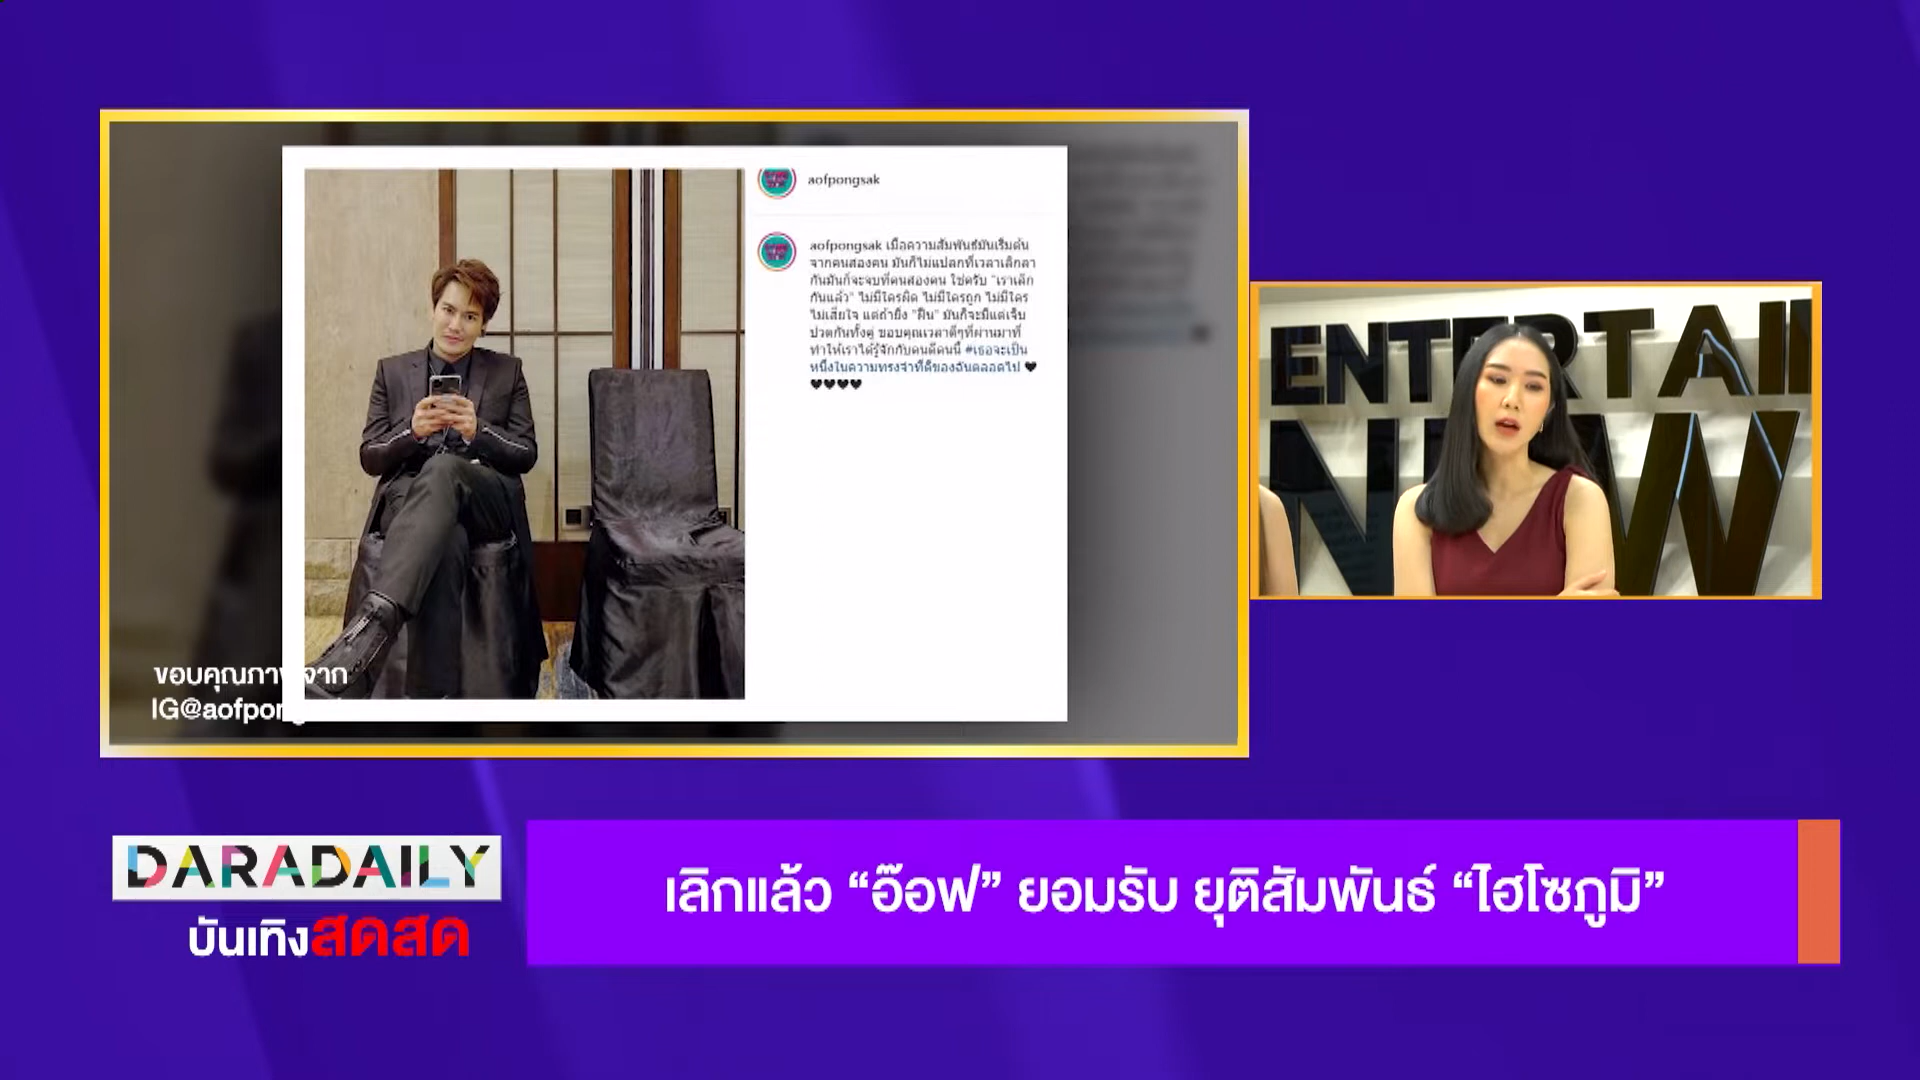 aofpongsak
aofpongsak เมื่อความสัมพันธ์มันเริ่มต้น
จากคนสองคน มันก็ไม่แปลกที่เวลาเลิกลา
กันมันก็จะจบที่คนสองคน ใช่ครับ "เราเลิก
กันแล้ว" ไม่มีใครผิด ไม่มีใครถูก ไม่มีใคร
ไม่เสียใจ แต่ถ้ายิ่ง "ฝืน" มันก็จะมีแต่เจ็บ
ปวดกันทั้งคู่ ขอบคุณเวลาดีๆที่ผ่านมาที่
ทำให้เราได้รู้จักกับคนดีคนนี้ #เธอจะเป็น
หนึ่งในความทรงจำที่ดีของฉันตลอดไป 🖤
🖤🖤🖤🖤
ENTERTAIN
NOW
ขอบคุณภาพจาก
IG@aofpong
DARADAILY
บันเทิงสดสด
เลิกแล้ว “อ๊อฟ” ยอมรับ ยุติสัมพันธ์ “ไฮโซภูมิ”